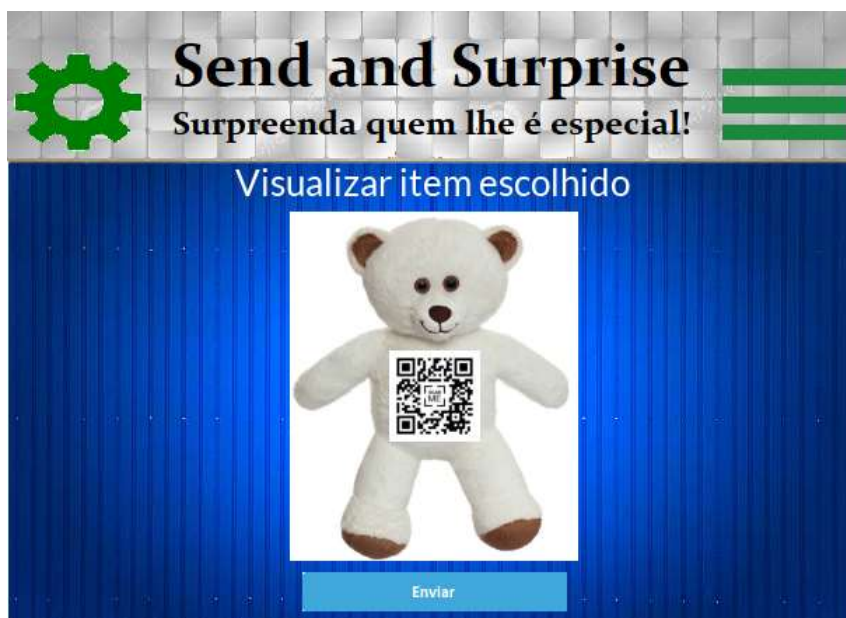 Send and Surprise
Surpreenda quem lhe é especial!
Visualizar item escolhido
Enviar